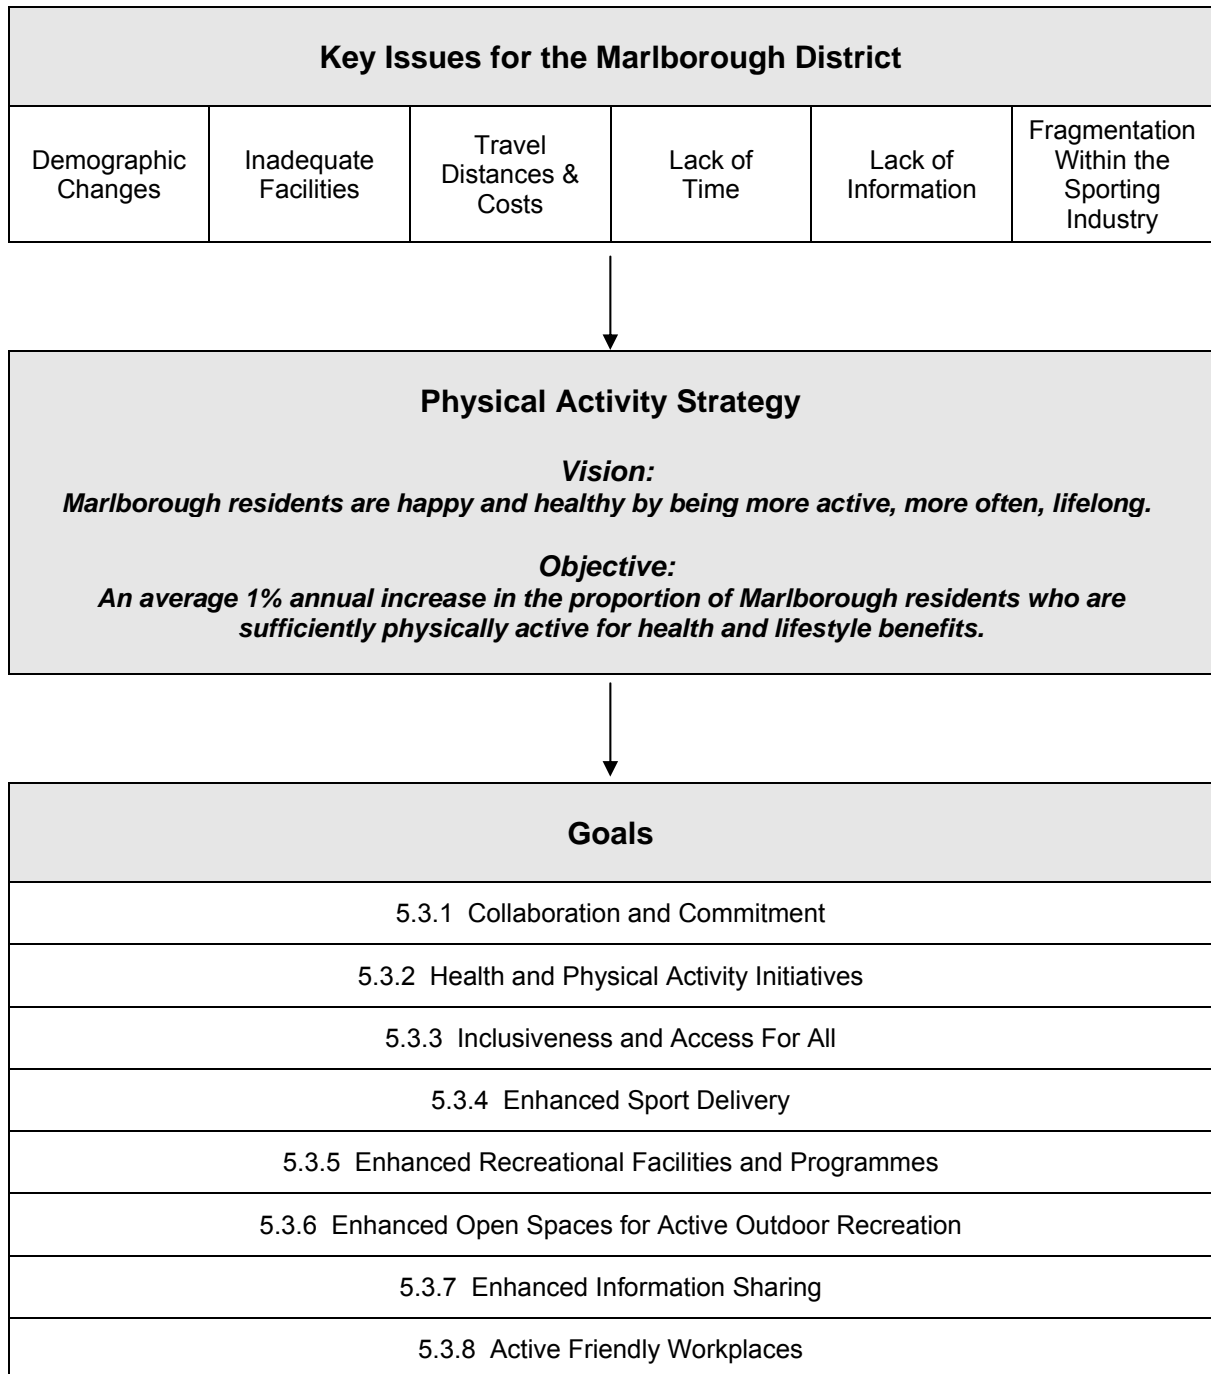 Key Issues for the Marlborough District
Demographic
Changes
Inadequate
Facilities
Travel
Distances &
Costs
Lack of
Time
Lack of
Information
Fragmentation
Within the
Sporting
Industry
Physical Activity Strategy
Vision:
Marlborough residents are happy and healthy by being more active, more often, lifelong.
Objective:
An average 1% annual increase in the proportion of Marlborough residents who are
sufficiently physically active for health and lifestyle benefits.
Goals
5.3.1 Collaboration and Commitment
5.3.2 Health and Physical Activity Initiatives
5.3.3 Inclusiveness and Access For All
5.3.4 Enhanced Sport Delivery
5.3.5 Enhanced Recreational Facilities and Programmes
5.3.6 Enhanced Open Spaces for Active Outdoor Recreation
5.3.7 Enhanced Information Sharing
5.3.8 Active Friendly Workplaces